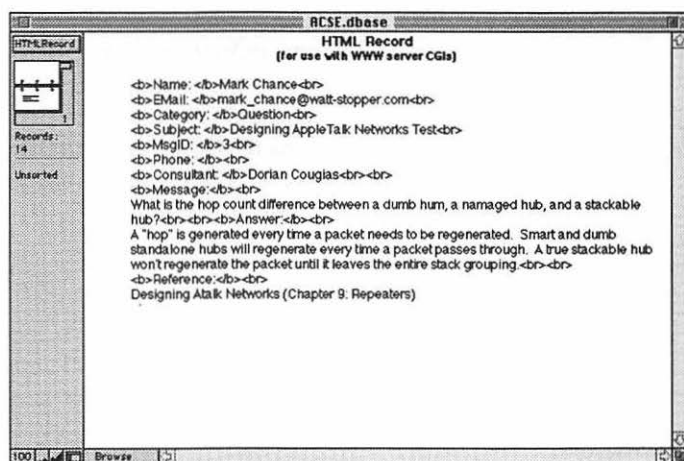 ACSE.dbase
HTMLRecord
1
Records:
14
Unsorted
HTML Record
(for use with WWW server CGIs)
<b>Name: </b>Mark Chance<br>
<b>EMail: </b>mark_chance@watt-stopper.com<br>
<b>Category: </b>Question<br>
<b>Subject: </b>Designing AppleTalk Networks Test<br>
<b>MsgID: </b>3<br>
<b>Phone: </b><br>
<b>Consultant: </b>Dorian Couglas<br><br>
<b>Message:</b><br>
What is the hop count difference between a dumb hum, a namaged hub, and a stackable
hub?<br><br><b>Answer:</b><br>
A "hop" is generated every time a packet needs to be regenerated. Smart and dumb
standalone hubs will regenerate every time a packet passes through. A true stackable hub
won't regenerate the packet until it leaves the entire stack grouping.<br><br>
<b>Reference:</b><br>
Designing Atalk Networks (Chapter 9: Repeaters)
100
Browse